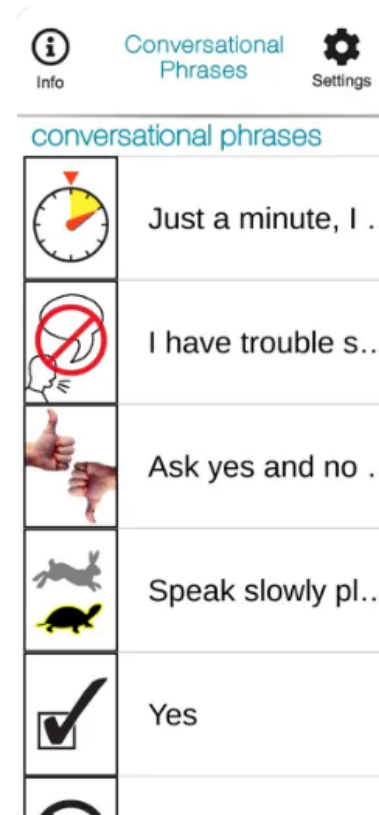 Conversational
Phrases
Info
Settings
conversational phrases
Just a minute, I ..
I have trouble s...
Ask yes and no .
Speak slowly pl...
Yes